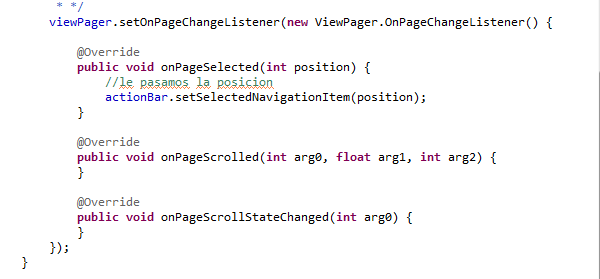 * */
viewPager.setOnPageChangeListener(new ViewPager.OnPageChangeListener() {
@Override
public void onPageSelected(int position) {
//le pasamos la posicion
actionBar.setSelectedNavigationItem(position);
}
@Override
public void onPageScrolled(int arg0, float arg1, int arg2) {
}
@Override
public void onPageScrollStateChanged(int arg0) {
}
});
}